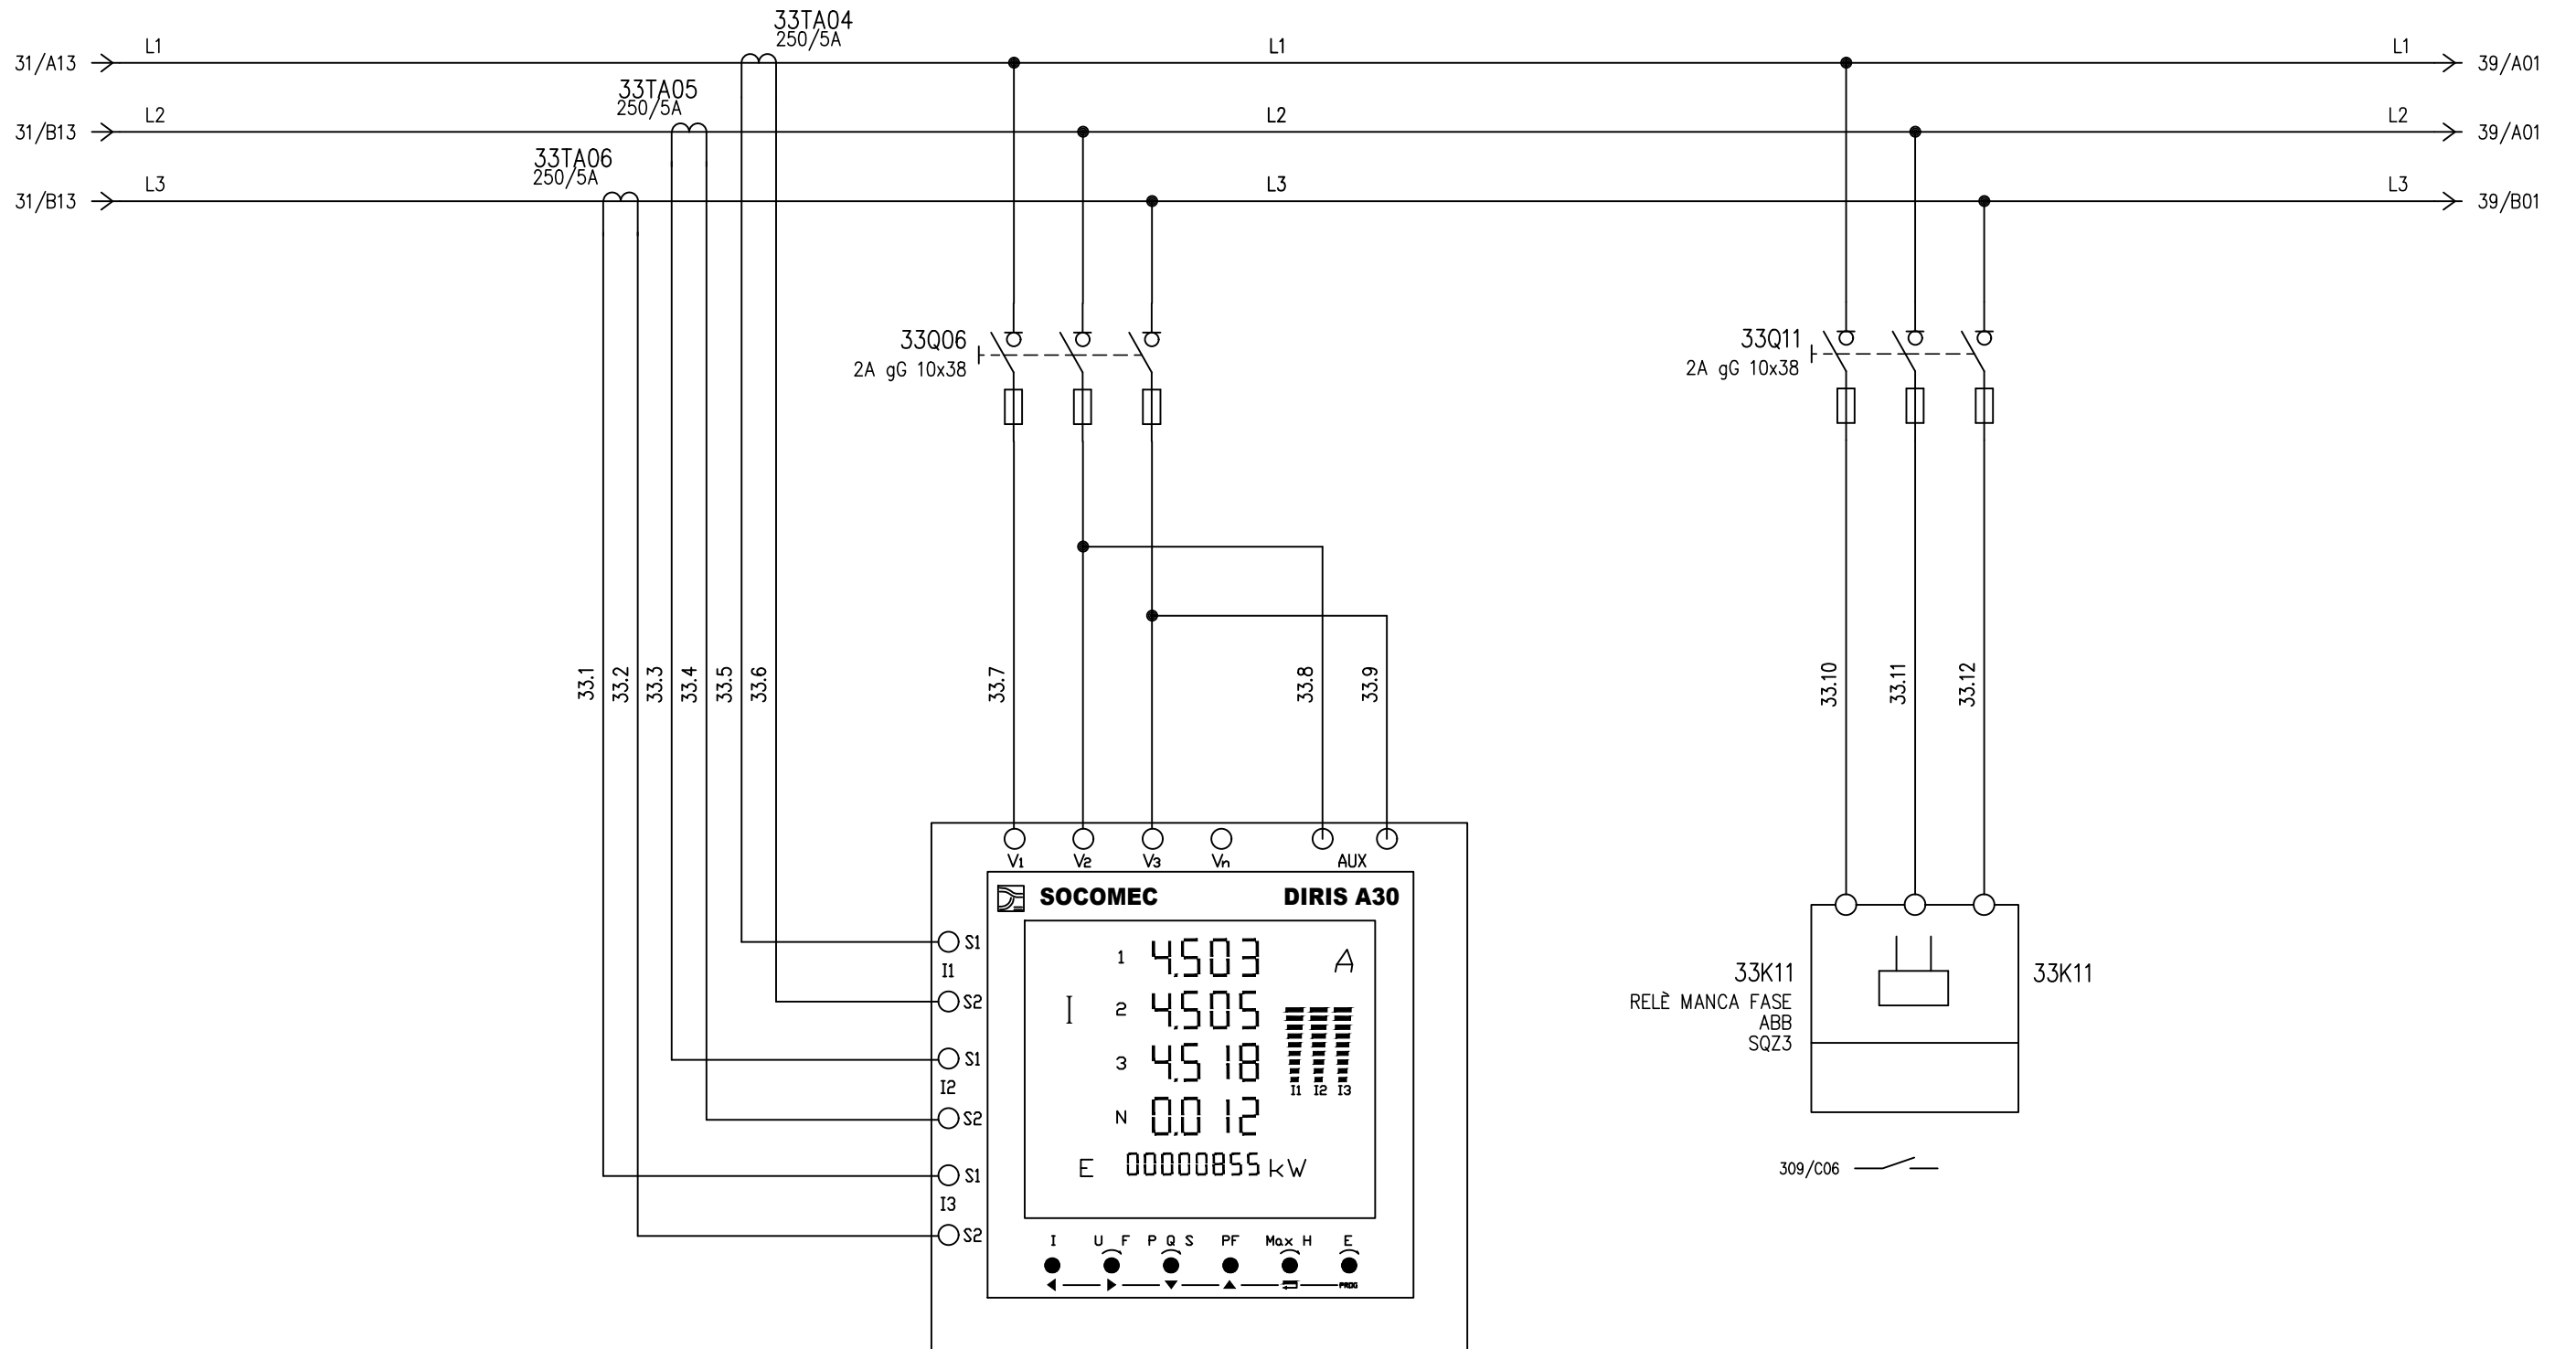 33TA04
250/5A
31/A13 L1 L1 L1 39/A01
33TA05
250/5A
31/B13 L2 L2 L2 39/A01
33TA06
250/5A
31/B13 L3 L3 L3 39/B01
33Q06
2A gG 10x38
33Q11
2A gG 10x38
33.1 33.2 33.3 33.4 33.5 33.6 33.7 33.8 33.9 33.10 33.11 33.12
V1 V2 V3 Vn AUX
SOCOMEC DIRIS A30
S1
I1
S2
S1
I2
S2
S1
I3
S2
1 4.503 A
I 2 4.505
3 4.518
I1 I2 I3
N 0.012
E 00000855 kW
I U F P Q S PF Max H E
PROG
33K11
RELÈ MANCA FASE
ABB
SQZ3
33K11
309/C06